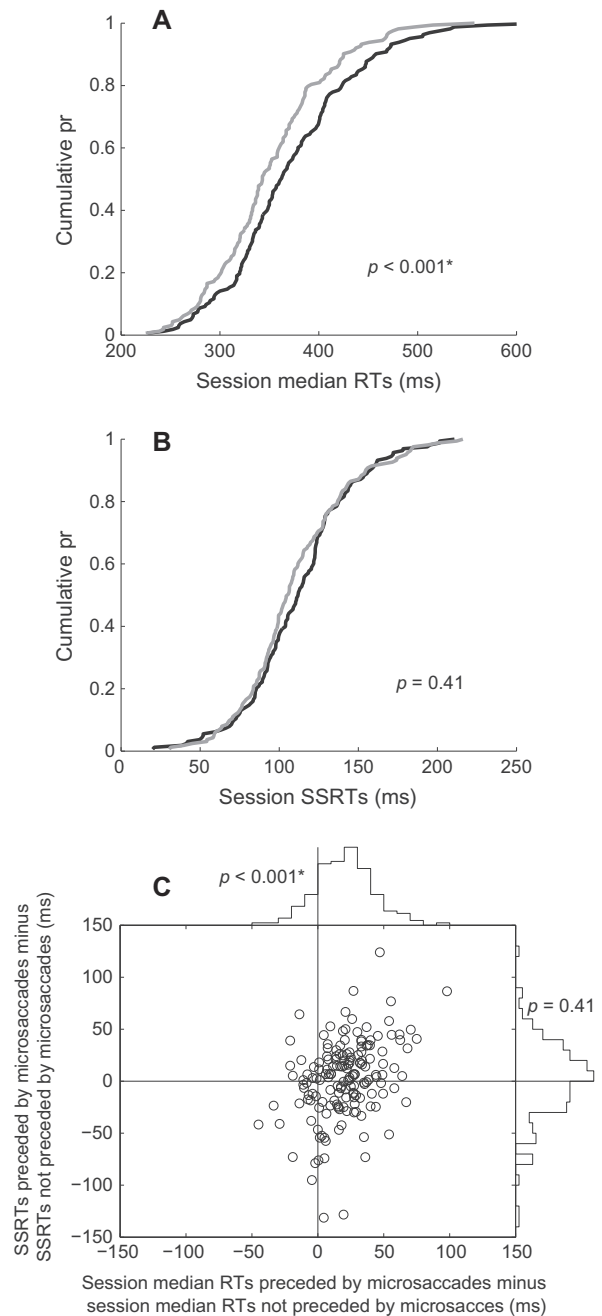 A
1
0.8
0.6
0.4
0.2
0
Cumulative pr
p < 0.001*
200 300 400 500 600
Session median RTs (ms)
B
1
0.8
0.6
0.4
0.2
0
Cumulative pr
p = 0.41
0 50 100 150 200 250
Session SSRTs (ms)
C
p < 0.001*
p = 0.41
150
100
50
0
−50
−100
−150
SSRTs preceded by microsaccades minus
SSRTs not preceded by microsaccades (ms)
−150 −100 −50 0 50 100 150
Session median RTs preceded by microsaccades minus
session median RTs not preceded by microsacces (ms)